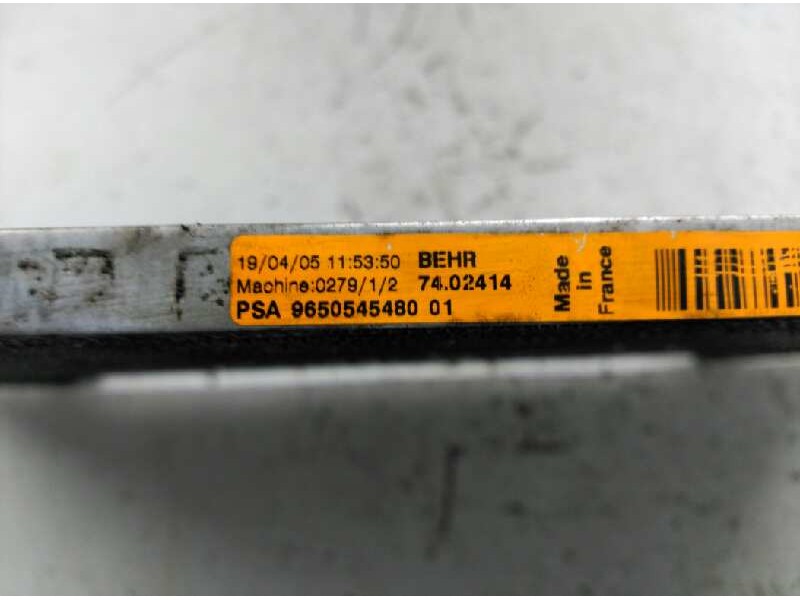 19/04/05 11:53:50 BEHR
Machine:0279/1/2 74.02414
PSA 9650545480 01
Made
in
France